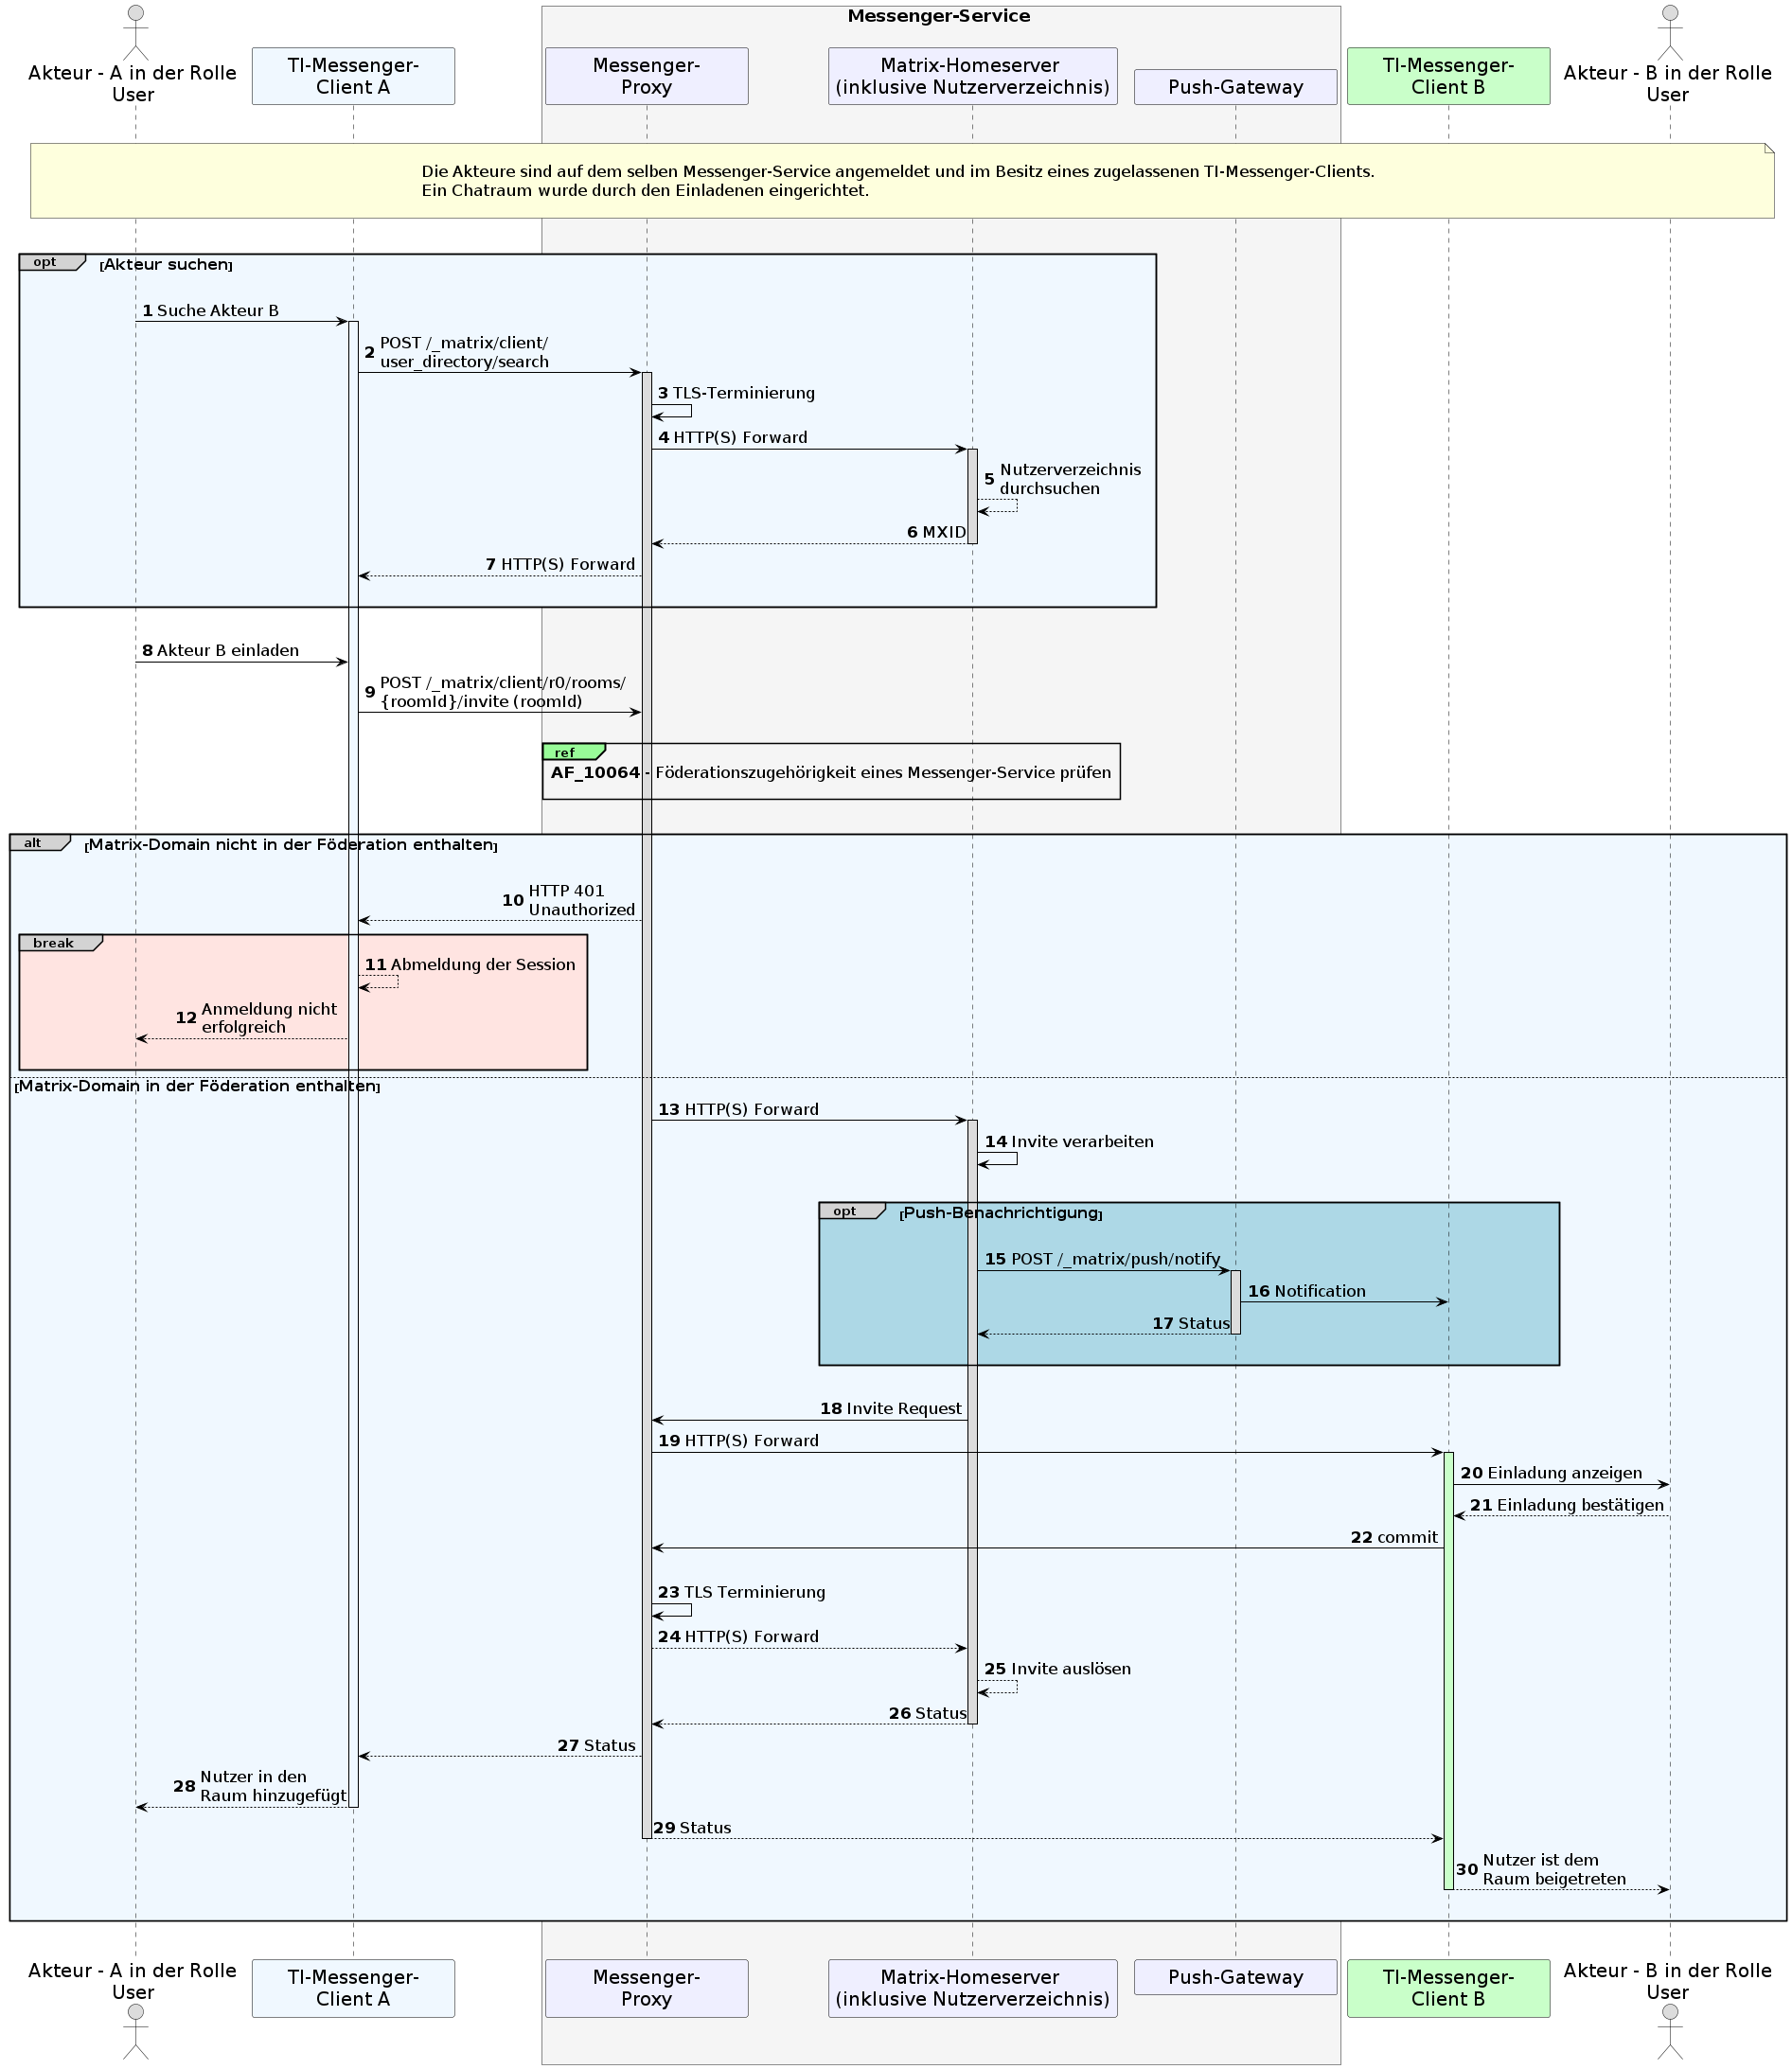 Messenger-Service
Akteur - A in der Rolle
User
TI-Messenger-
Client A
Messenger-
Proxy
Matrix-Homeserver
(inklusive Nutzerverzeichnis)
Push-Gateway
TI-Messenger-
Client B
Akteur - B in der Rolle
User
Die Akteure sind auf dem selben Messenger-Service angemeldet und im Besitz eines zugelassenen TI-Messenger-Clients.
Ein Chatraum wurde durch den Einladenen eingerichtet.
opt [Akteur suchen]
1 Suche Akteur B
2 POST /_matrix/client/
user_directory/search
3 TLS-Terminierung
4 HTTP(S) Forward
5 Nutzerverzeichnis
durchsuchen
6 MXID
7 HTTP(S) Forward
8 Akteur B einladen
9 POST /_matrix/client/r0/rooms/
{roomId}/invite (roomId)
ref
AF_10064 - Föderationszugehörigkeit eines Messenger-Service prüfen
alt [Matrix-Domain nicht in der Föderation enthalten]
10 HTTP 401
Unauthorized
break
11 Abmeldung der Session
12 Anmeldung nicht
erfolgreich
[Matrix-Domain in der Föderation enthalten]
13 HTTP(S) Forward
14 Invite verarbeiten
opt [Push-Benachrichtigung]
15 POST /_matrix/push/notify
16 Notification
17 Status
18 Invite Request
19 HTTP(S) Forward
20 Einladung anzeigen
21 Einladung bestätigen
22 commit
23 TLS Terminierung
24 HTTP(S) Forward
25 Invite auslösen
26 Status
27 Status
28 Nutzer in den
Raum hinzugefügt
29 Status
30 Nutzer ist dem
Raum beigetreten
Akteur - A in der Rolle
User
TI-Messenger-
Client A
Messenger-
Proxy
Matrix-Homeserver
(inklusive Nutzerverzeichnis)
Push-Gateway
TI-Messenger-
Client B
Akteur - B in der Rolle
User